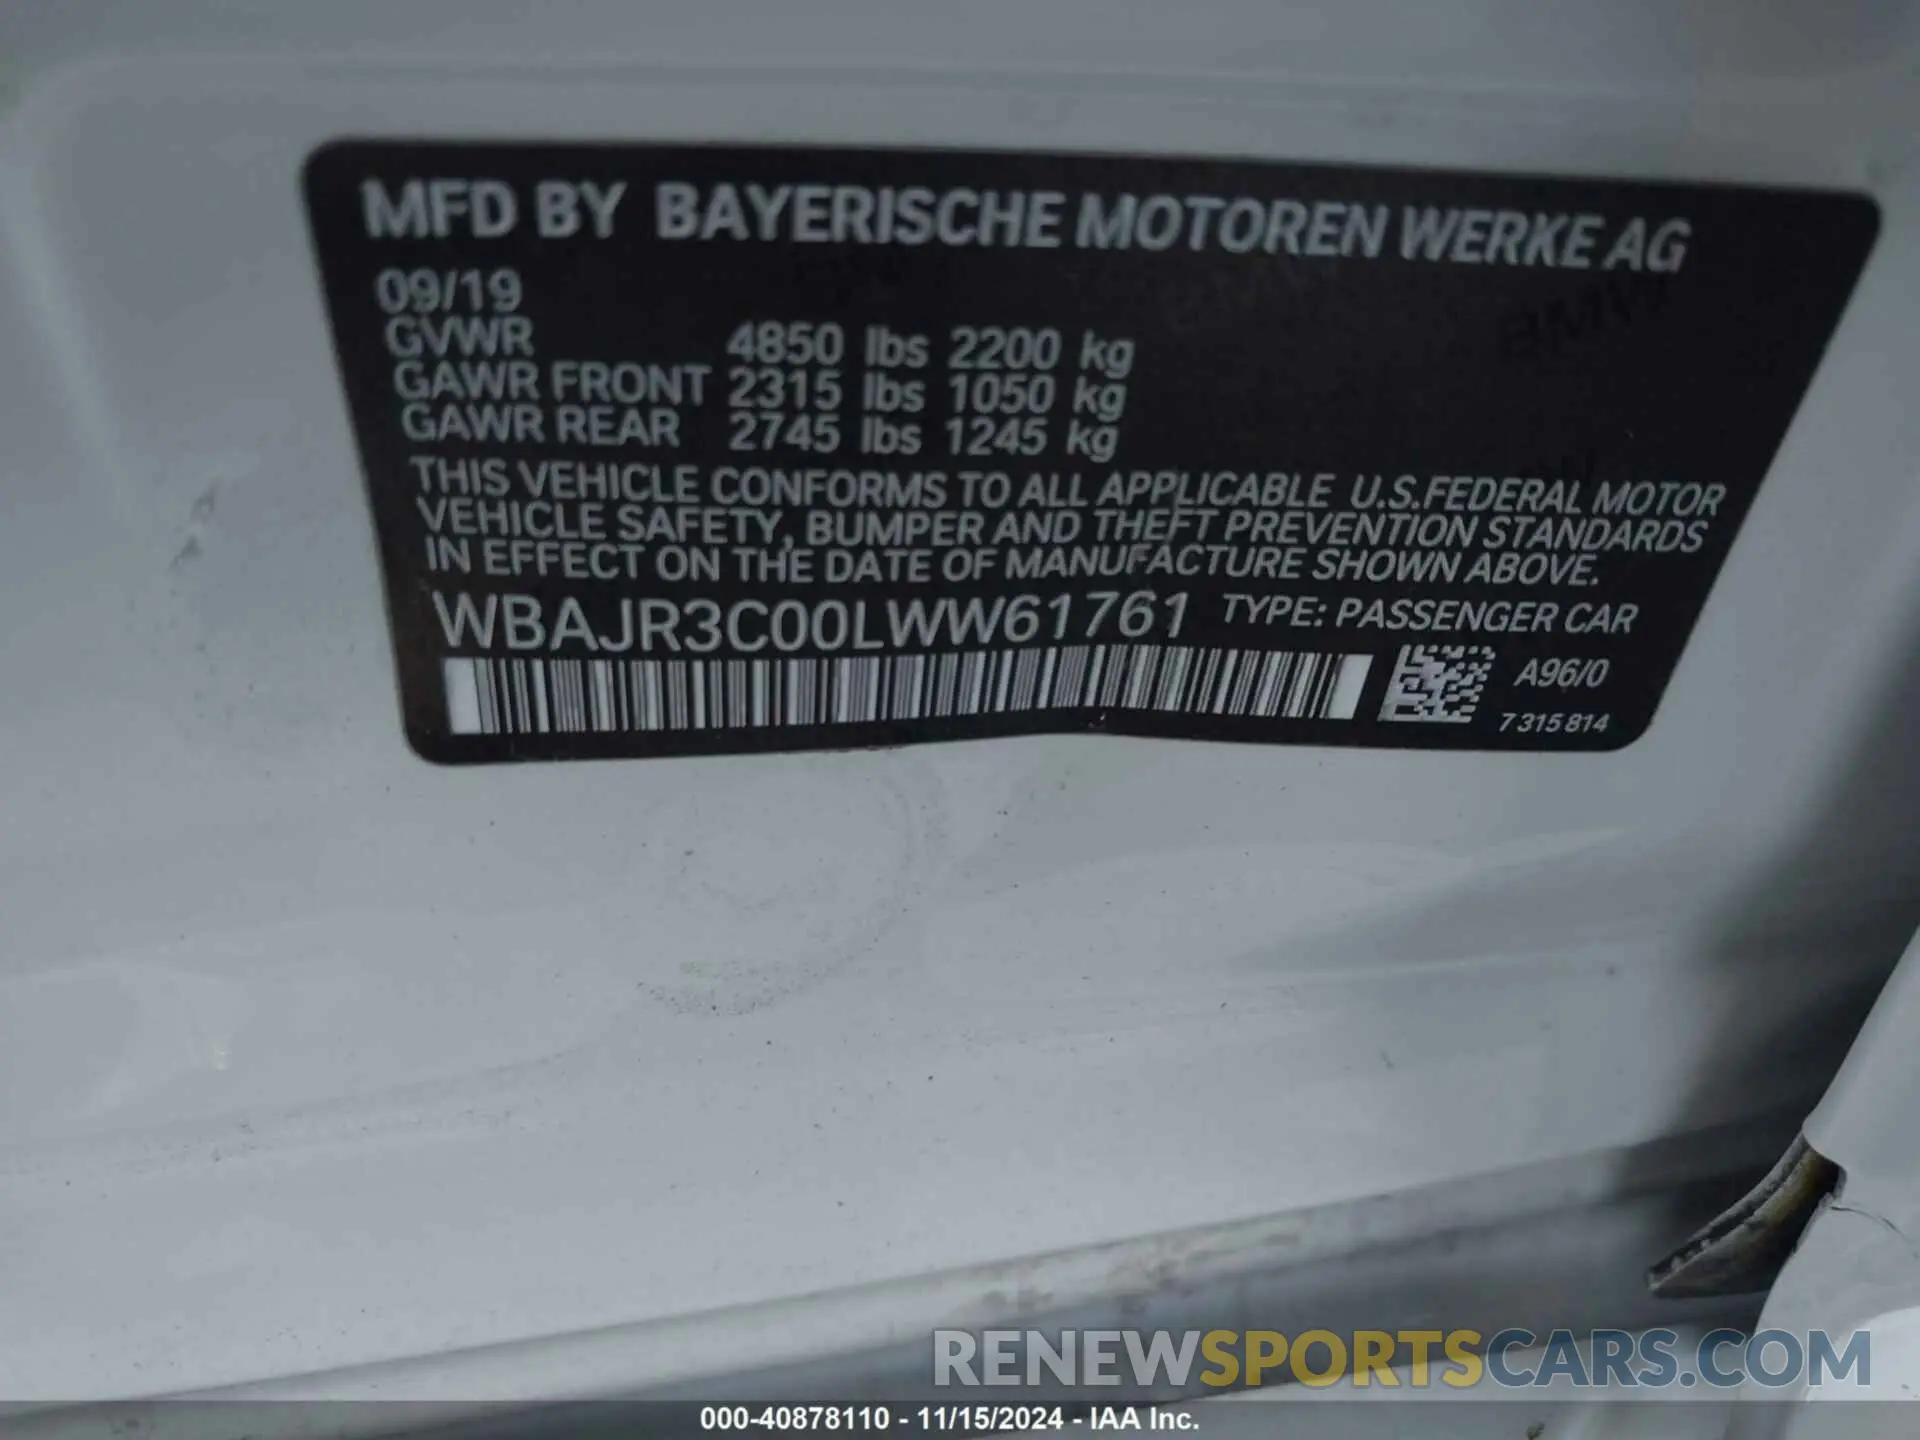 MFD BY BAYERISCHE MOTOREN WERKE AG
09/19
GVWR 4850 lbs 2200 kg
GAWR FRONT 2315 lbs 1050 kg
GAWR REAR 2745 lbs 1245 kg
THIS VEHICLE CONFORMS TO ALL APPLICABLE U.S.FEDERAL MOTOR
VEHICLE SAFETY, BUMPER AND THEFT PREVENTION STANDARDS
IN EFFECT ON THE DATE OF MANUFACTURE SHOWN ABOVE.
WBAJR3C00LWW61761 TYPE: PASSENGER CAR
A96/0
7315814
RENEWSPORTSCARS.COM
000-40878110 - 11/15/2024 - IAA Inc.